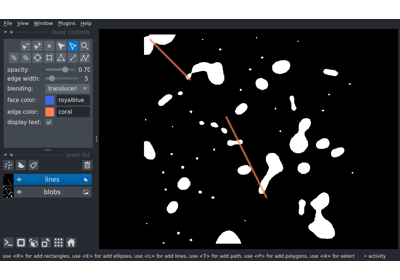 File View Window Plugins Help
layer controls
opacity: 0.70
edge width: 5
blending: translucen
face color: royalblue
edge color: coral
display text:
layer list
lines
blobs
use <R> for add rectangles, use <E> for add ellipses, use <L> for add lines, use <T> for add path, use <P> for add polygons, use <4> for select activity